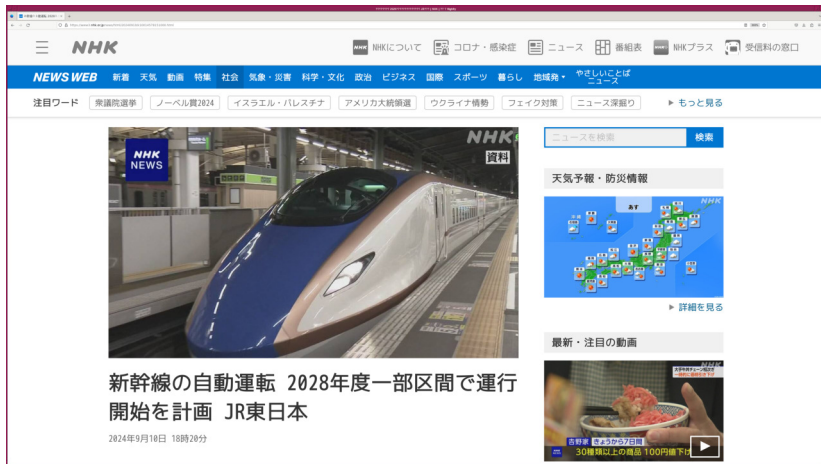 NHK
NHKについて
コロナ・感染症
ニュース
番組表
NHKプラス
受信料の窓口
NEWS WEB 新着 天気 動画 特集 社会 気象・災害 科学・文化 政治 ビジネス 国際 スポーツ 暮らし 地域発 やさしいことばニュース
注目ワード 衆議院選挙 ノーベル賞2024 イスラエル・パレスチナ アメリカ大統領選 ウクライナ情勢 フェイク対策 ニュース深掘り もっと見る
NHK
NEWS
NHK
資料
新幹線の自動運転 2028年度一部区間で運行
開始を計画 JR東日本
2024年9月10日 18時20分
ニュースを検索 検索
天気予報・防災情報
あす
NHK
詳細を見る
最新・注目の動画
吉野家 きょうから7日間
30種類以上の商品 100円値下げ